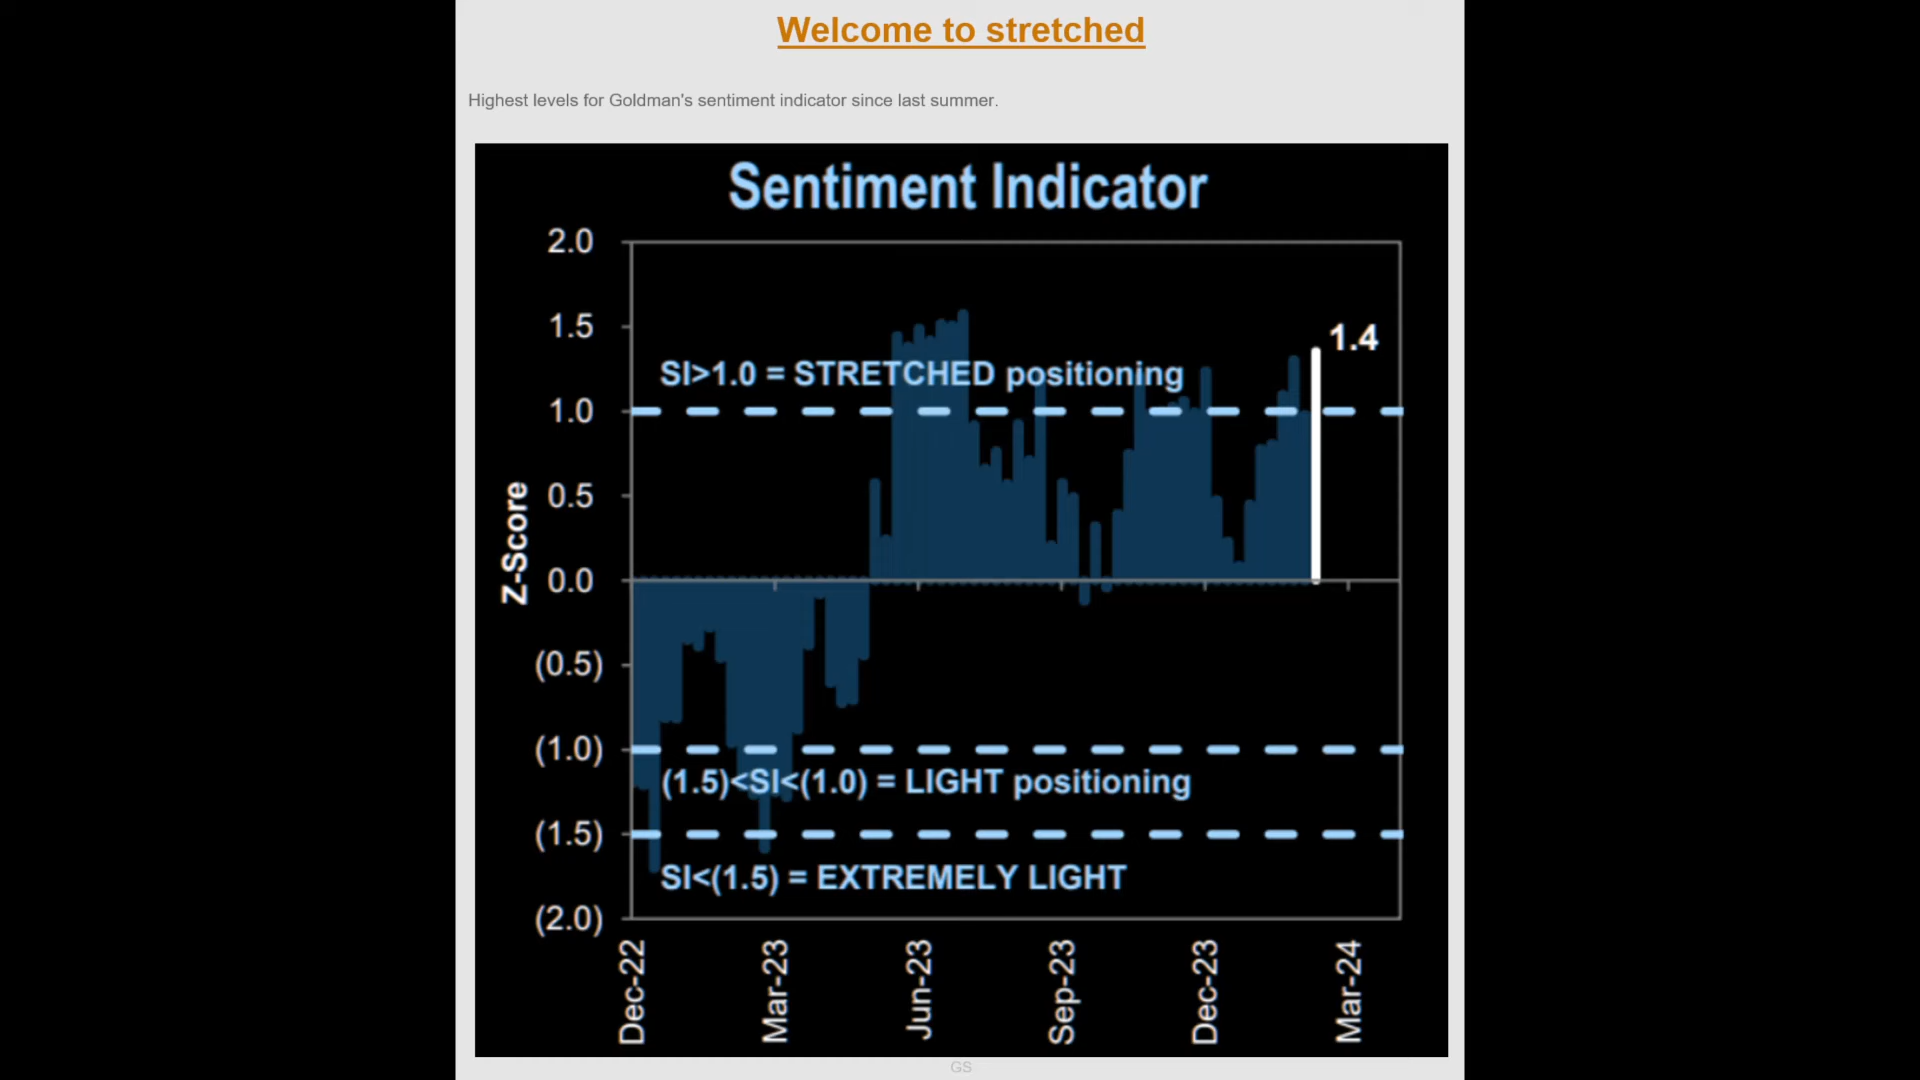 Welcome to stretched
Highest levels for Goldman's sentiment indicator since last summer.
Sentiment Indicator
2.0
1.5
1.4
SI>1.0 = STRETCHED positioning
1.0
0.5
Z-Score
0.0
(0.5)
(1.0)
(1.5)<SI<(1.0) = LIGHT positioning
(1.5)
SI<(1.5) = EXTREMELY LIGHT
(2.0)
Dec-22
Mar-23
Jun-23
Sep-23
Dec-23
Mar-24
GS